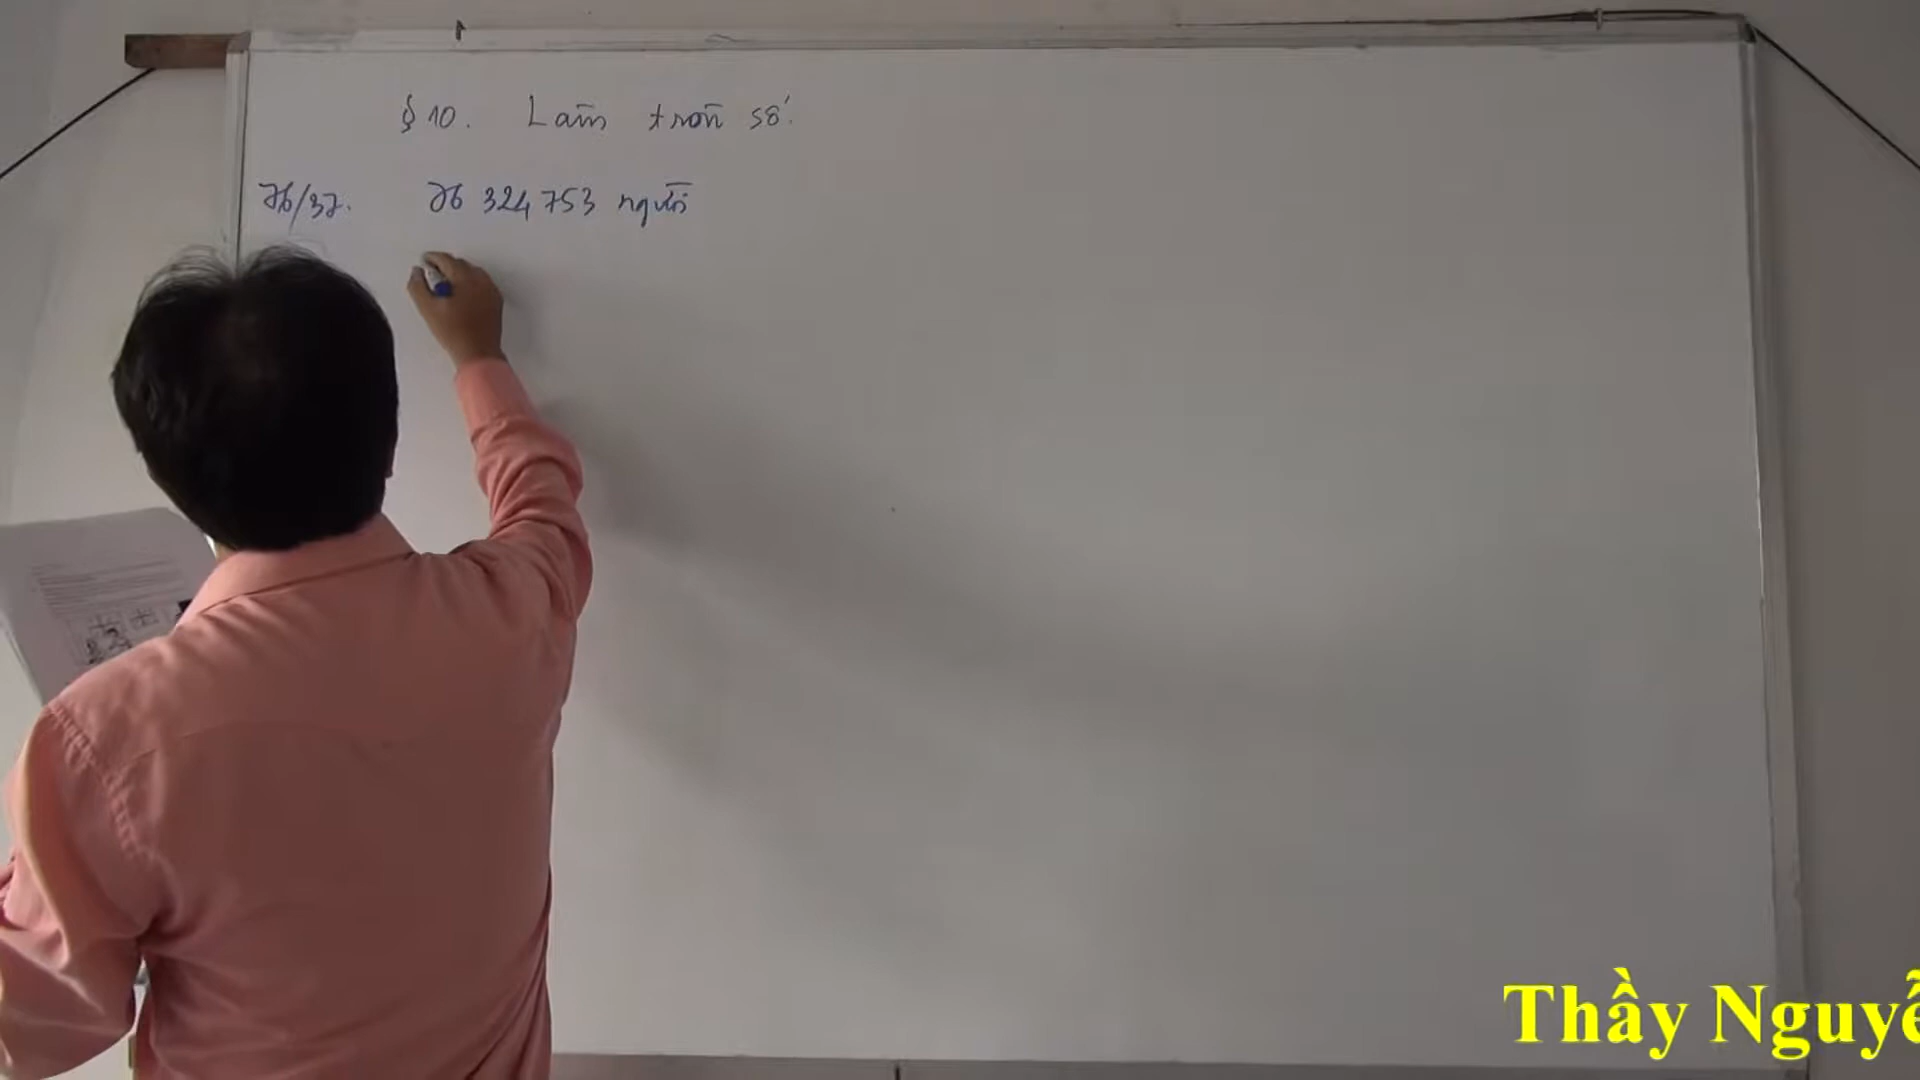 § 10. Làm tròn số.
76/37. 76 324 753 người
Thầy Nguyễ